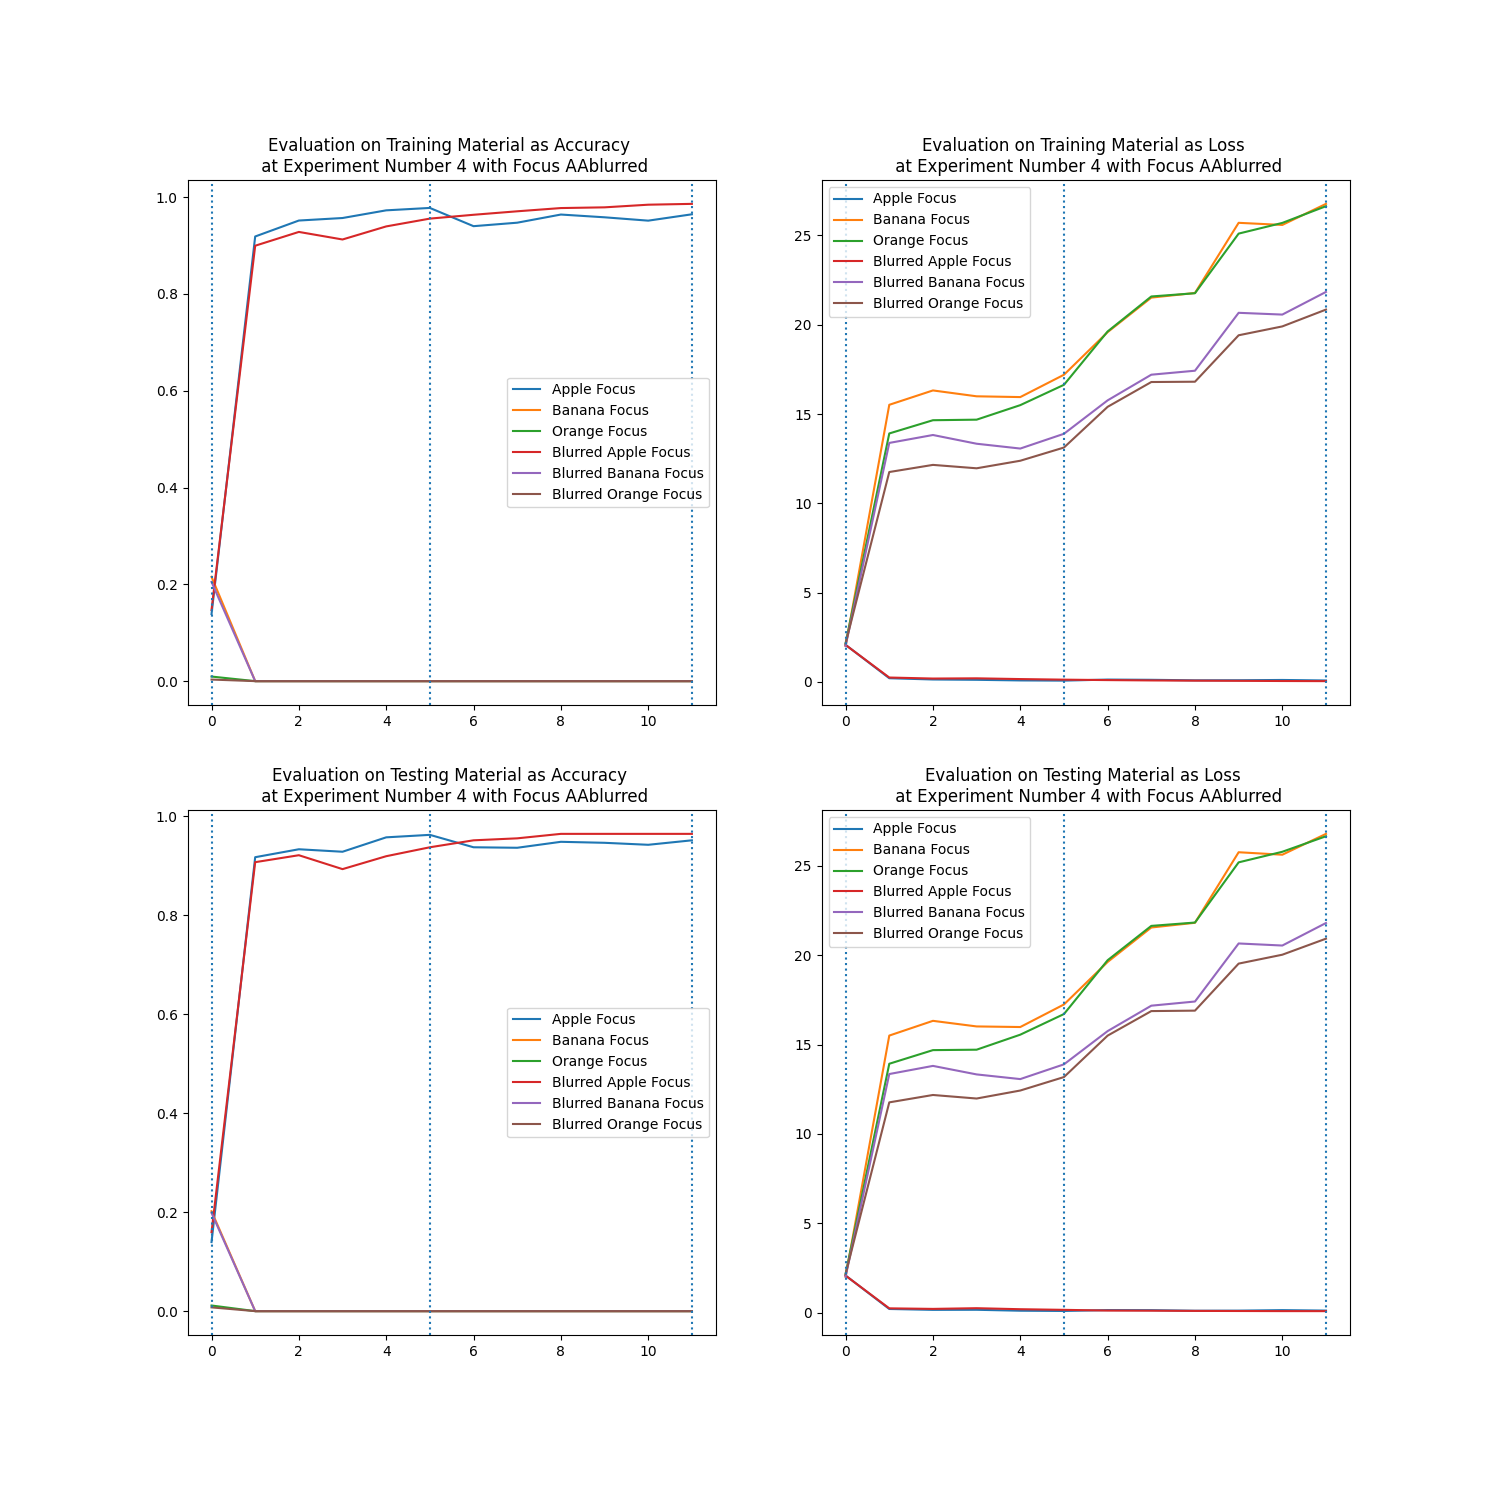 Evaluation on Training Material as Accuracy
at Experiment Number 4 with Focus AAblurred
1.0
0.8
0.6
0.4
0.2
0.0
Apple Focus
Banana Focus
Orange Focus
Blurred Apple Focus
Blurred Banana Focus
Blurred Orange Focus
0 2 4 6 8 10
Evaluation on Training Material as Loss
at Experiment Number 4 with Focus AAblurred
Apple Focus
Banana Focus
Orange Focus
Blurred Apple Focus
Blurred Banana Focus
Blurred Orange Focus
25
20
15
10
5
0
0 2 4 6 8 10
Evaluation on Testing Material as Accuracy
at Experiment Number 4 with Focus AAblurred
1.0
0.8
0.6
0.4
0.2
0.0
Apple Focus
Banana Focus
Orange Focus
Blurred Apple Focus
Blurred Banana Focus
Blurred Orange Focus
0 2 4 6 8 10
Evaluation on Testing Material as Loss
at Experiment Number 4 with Focus AAblurred
Apple Focus
Banana Focus
Orange Focus
Blurred Apple Focus
Blurred Banana Focus
Blurred Orange Focus
25
20
15
10
5
0
0 2 4 6 8 10